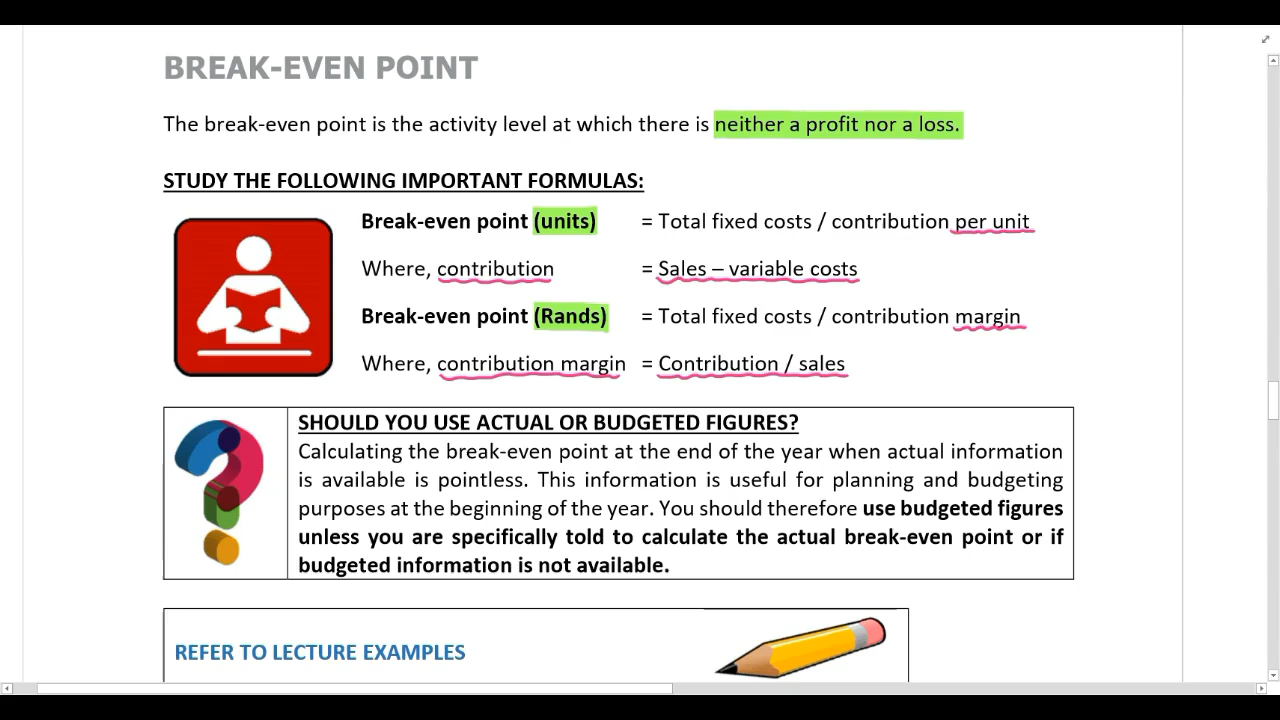 BREAK-EVEN POINT
The break-even point is the activity level at which there is neither a profit nor a loss.
STUDY THE FOLLOWING IMPORTANT FORMULAS:
Break-even point (units) = Total fixed costs / contribution per unit
Where, contribution = Sales – variable costs
Break-even point (Rands) = Total fixed costs / contribution margin
Where, contribution margin = Contribution / sales
SHOULD YOU USE ACTUAL OR BUDGETED FIGURES?
Calculating the break-even point at the end of the year when actual information
is available is pointless. This information is useful for planning and budgeting
purposes at the beginning of the year. You should therefore use budgeted figures
unless you are specifically told to calculate the actual break-even point or if
budgeted information is not available.
REFER TO LECTURE EXAMPLES